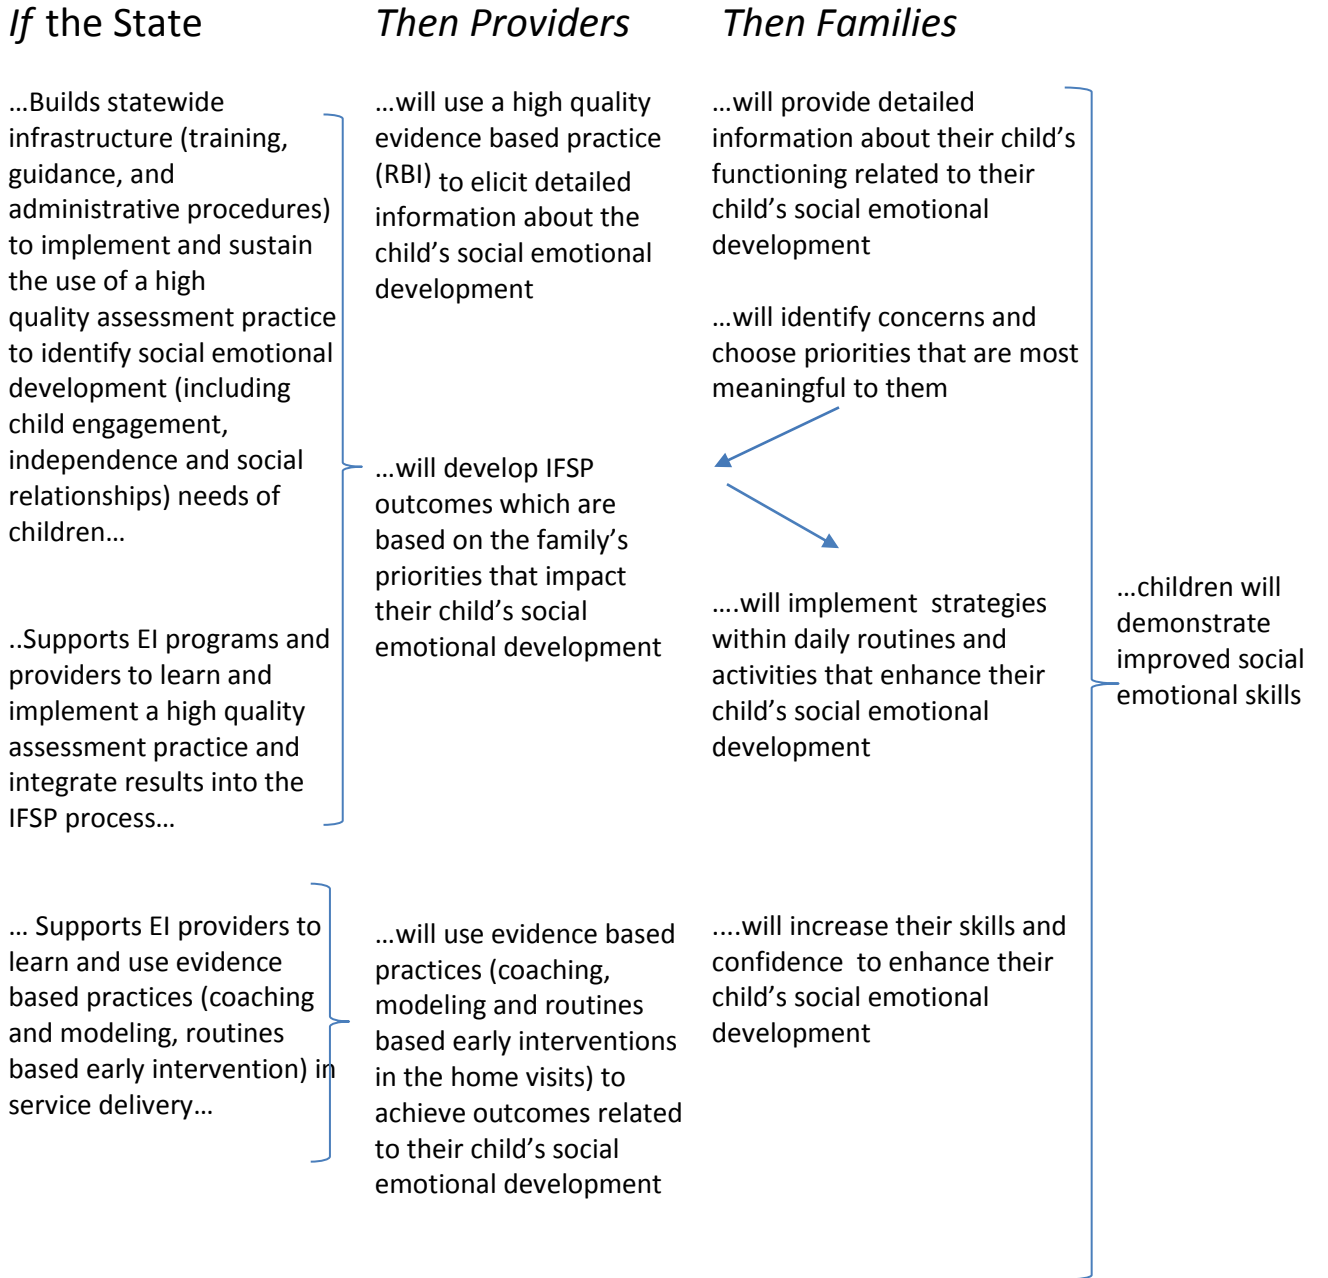 If the State
Then Providers
Then Families
…Builds statewide
infrastructure (training,
guidance, and
administrative procedures)
to implement and sustain
the use of a high
quality assessment practice
to identify social emotional
development (including
child engagement,
independence and social
relationships) needs of
children…
..Supports EI programs and
providers to learn and
implement a high quality
assessment practice and
integrate results into the
IFSP process…
… Supports EI providers to
learn and use evidence
based practices (coaching
and modeling, routines
based early intervention) in
service delivery…
…will use a high quality
evidence based practice
(RBI) to elicit detailed
information about the
child’s social emotional
development
…will develop IFSP
outcomes which are
based on the family’s
priorities that impact
their child’s social
emotional development
…will use evidence based
practices (coaching,
modeling and routines
based early interventions
in the home visits) to
achieve outcomes related
to their child’s social
emotional development
…will provide detailed
information about their child’s
functioning related to their
child’s social emotional
development
…will identify concerns and
choose priorities that are most
meaningful to them
….will implement  strategies
within daily routines and
activities that enhance their
child’s social emotional
development
....will increase their skills and
confidence  to enhance their
child’s social emotional
development
…children will
demonstrate
improved social
emotional skills